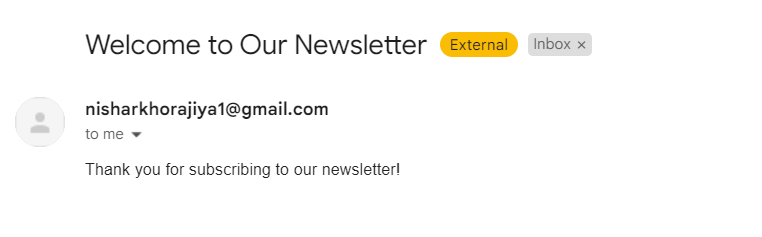 Welcome to Our Newsletter External Inbox ×
nisharkhorajiya1@gmail.com
to me
Thank you for subscribing to our newsletter!